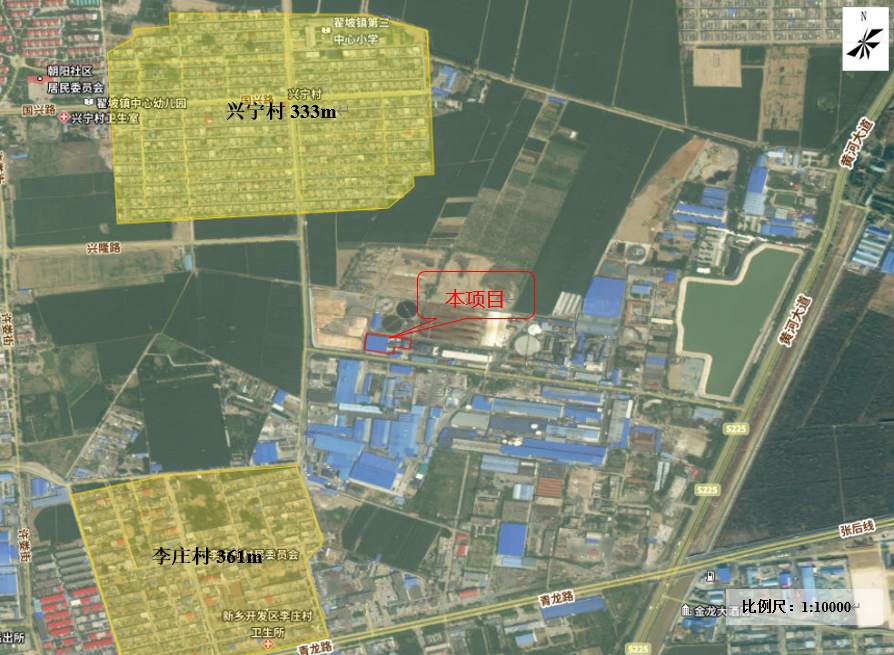 翟坡镇第三
中心小学
N
朝阳社区
居民委员会
翟坡镇中心幼儿园
兴宁村
国兴路
国兴路
兴宁村 333m
兴宁村卫生室
黄河大道
兴隆路
本项目
黄河大道
S225
S225
张后线
李庄村 361m
民委员会
青龙路
金龙大酒
比例尺：1:10000
新乡开发区李庄村
卫生所
青龙路
S225
出所